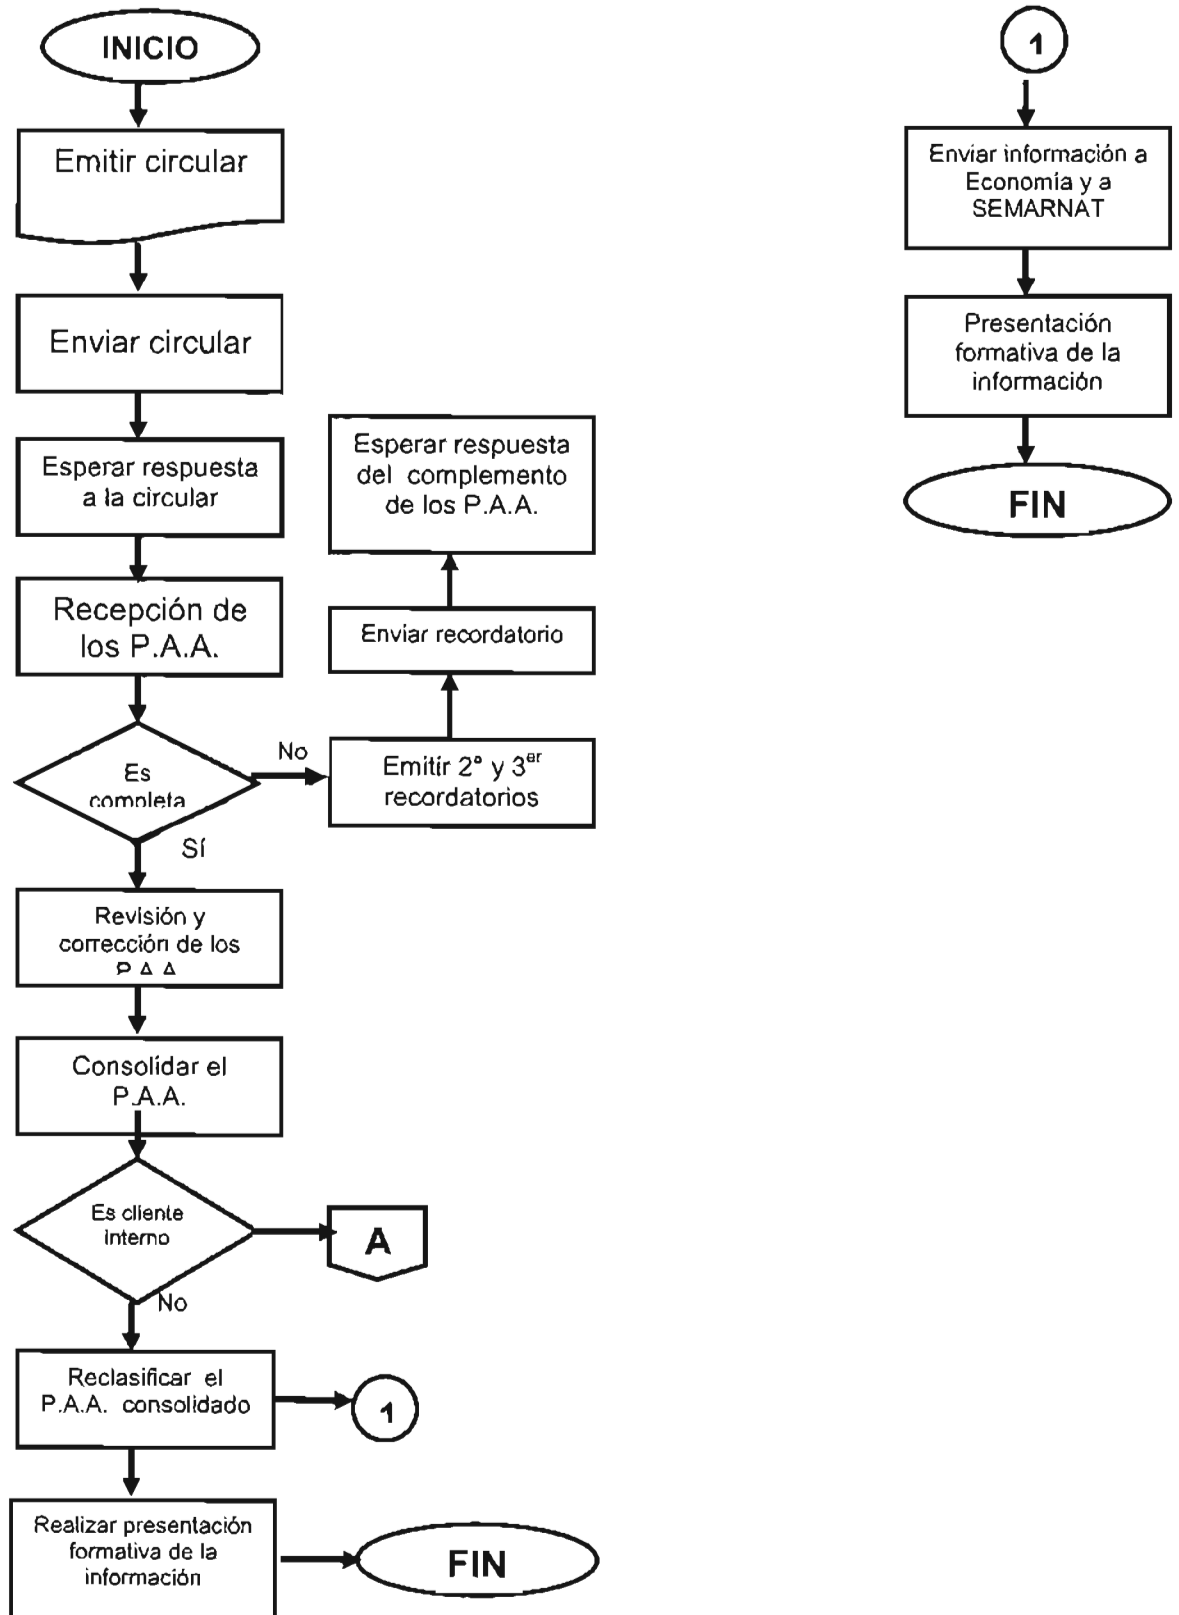 INICIO
Emitir circular
Enviar circular
Esperar respuesta
a la circular
Recepción de
los P.A.A.
Es
completa
No
Sí
Emitir 2° y 3er
recordatorios
Enviar recordatorio
Esperar respuesta
del complemento
de los P.A.A.
Revisión y
corrección de los
P.A.A.
Consolidar el
P.A.A.
Es cliente
interno
A
No
Reclasificar el
P.A.A. consolidado
1
Realizar presentación
formativa de la
información
FIN
1
Enviar información a
Economía y a
SEMARNAT
Presentación
formativa de la
información
FIN